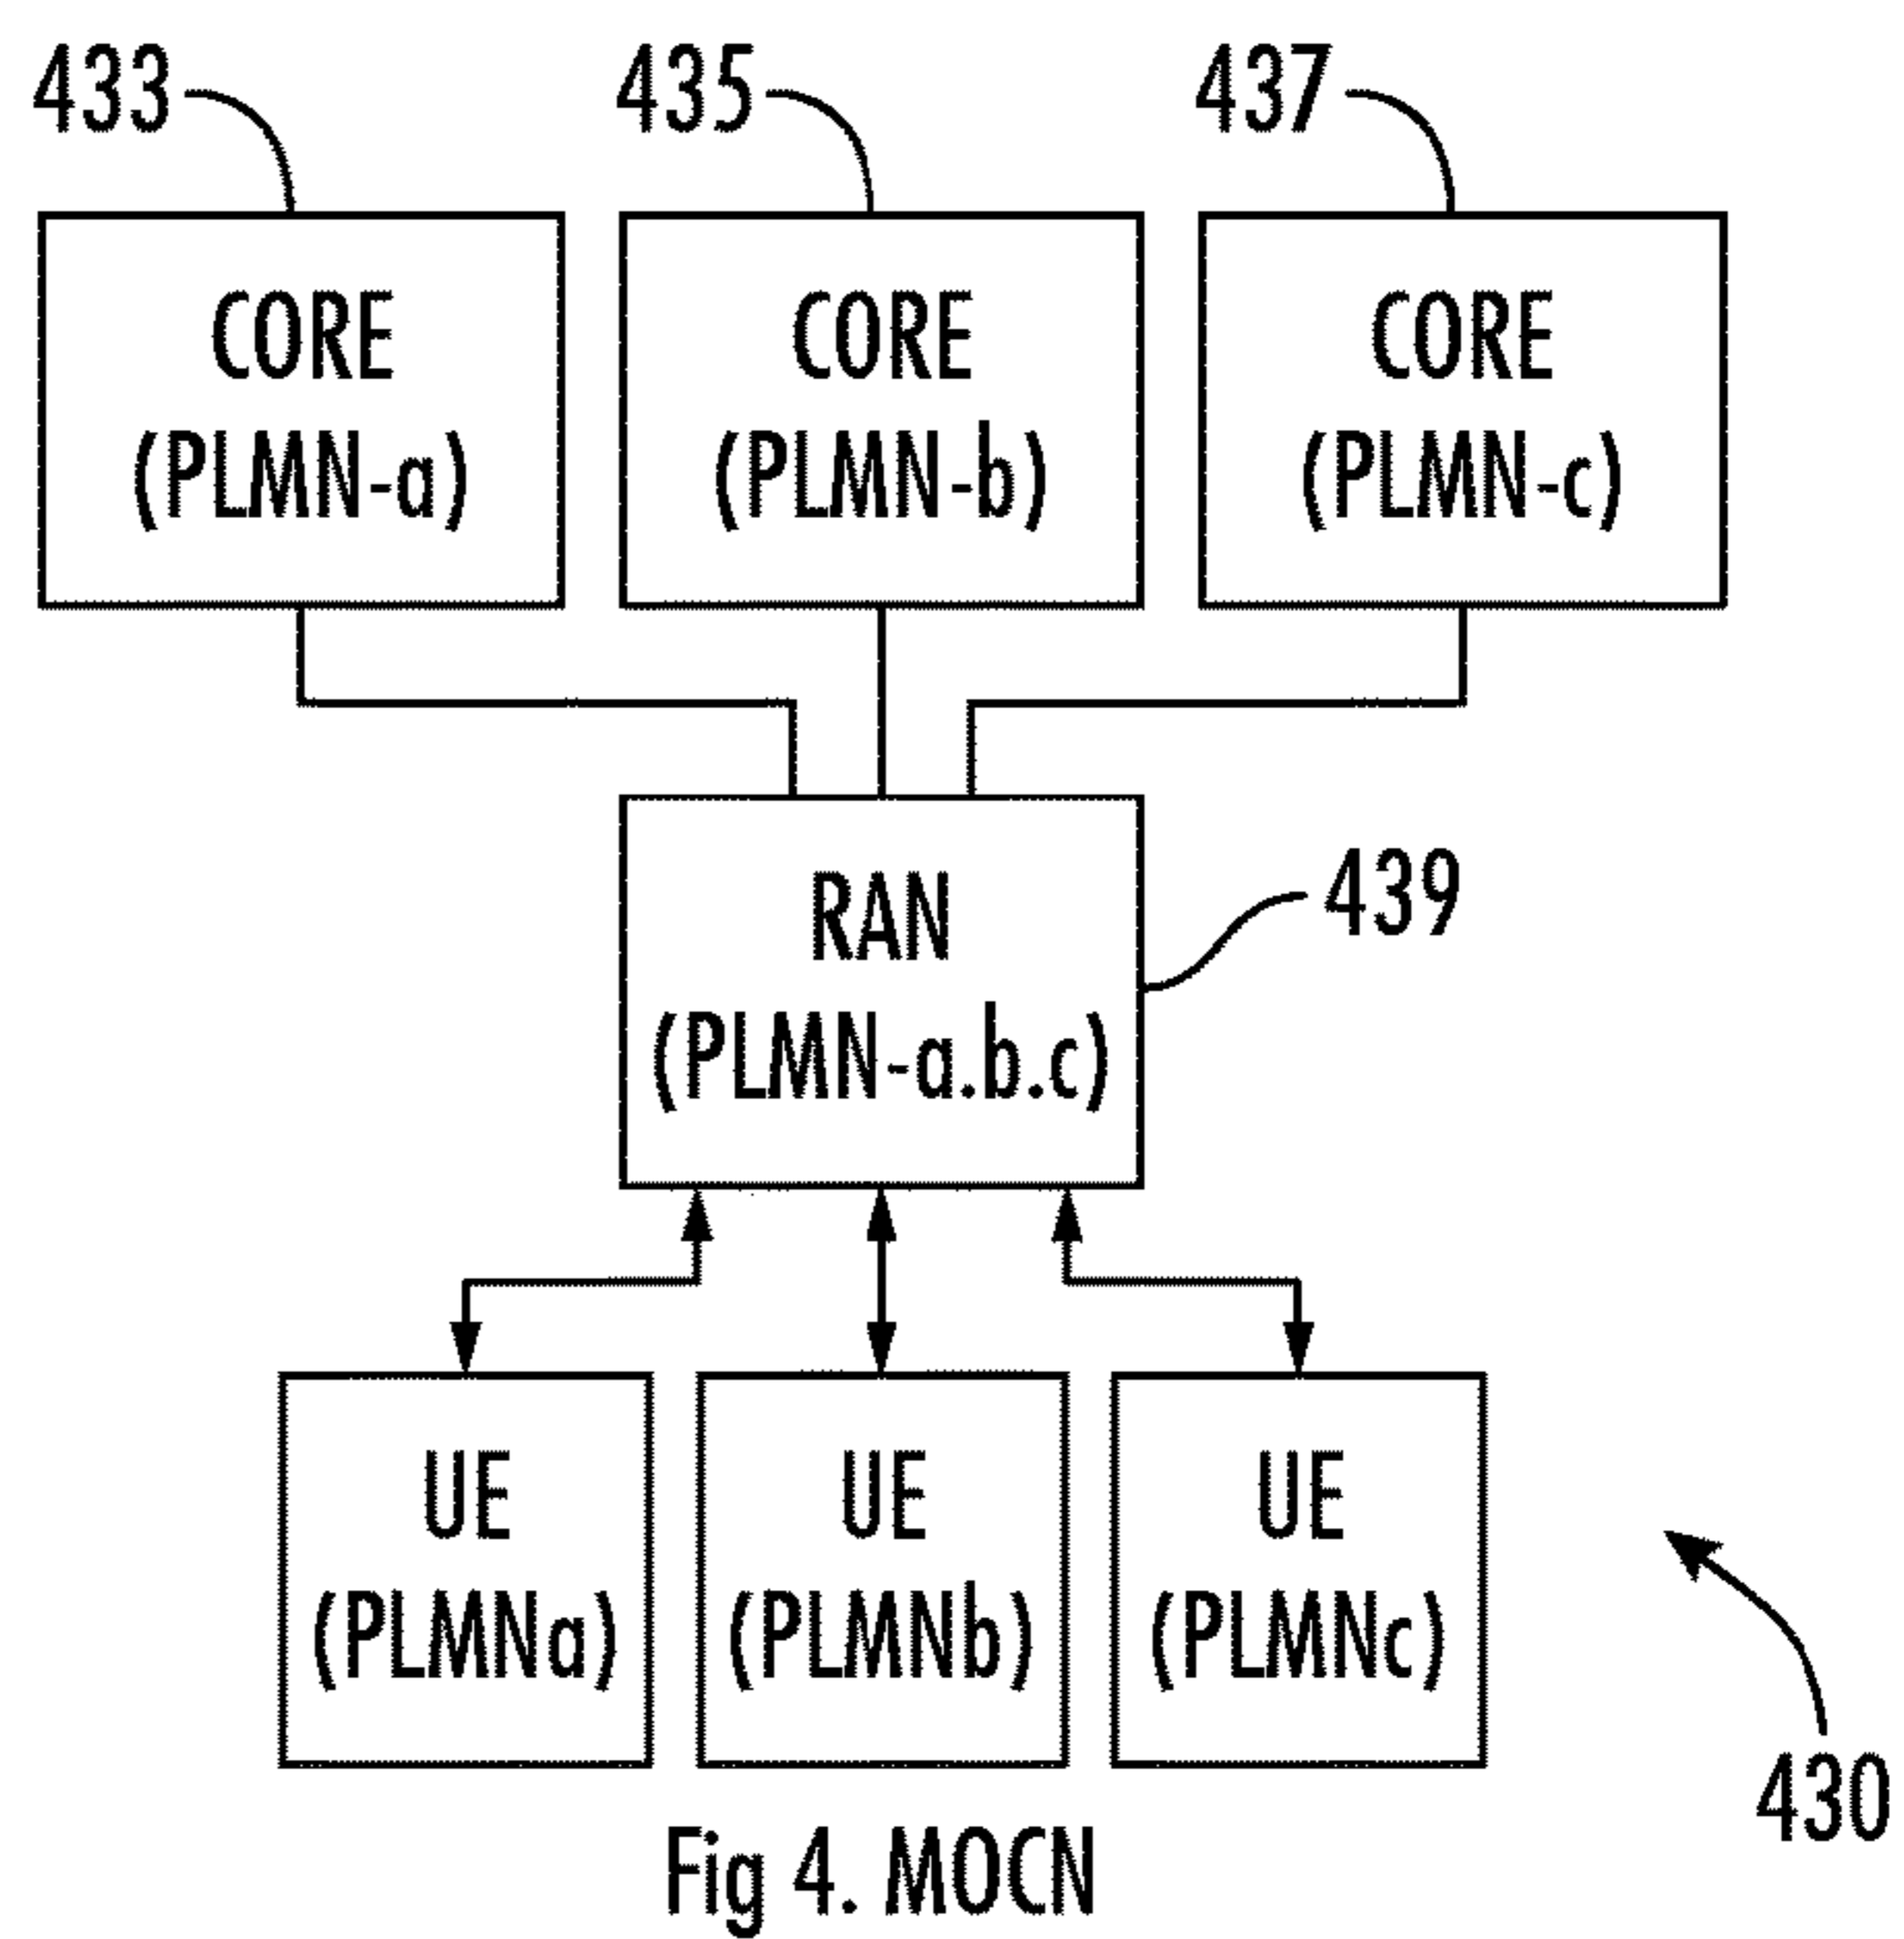 433
435
437
CORE
(PLMN-a)
CORE
(PLMN-b)
CORE
(PLMN-c)
RAN
(PLMN-a.b.c)
439
UE
(PLMNa)
UE
(PLMNb)
UE
(PLMNc)
430
Fig 4. MOCN